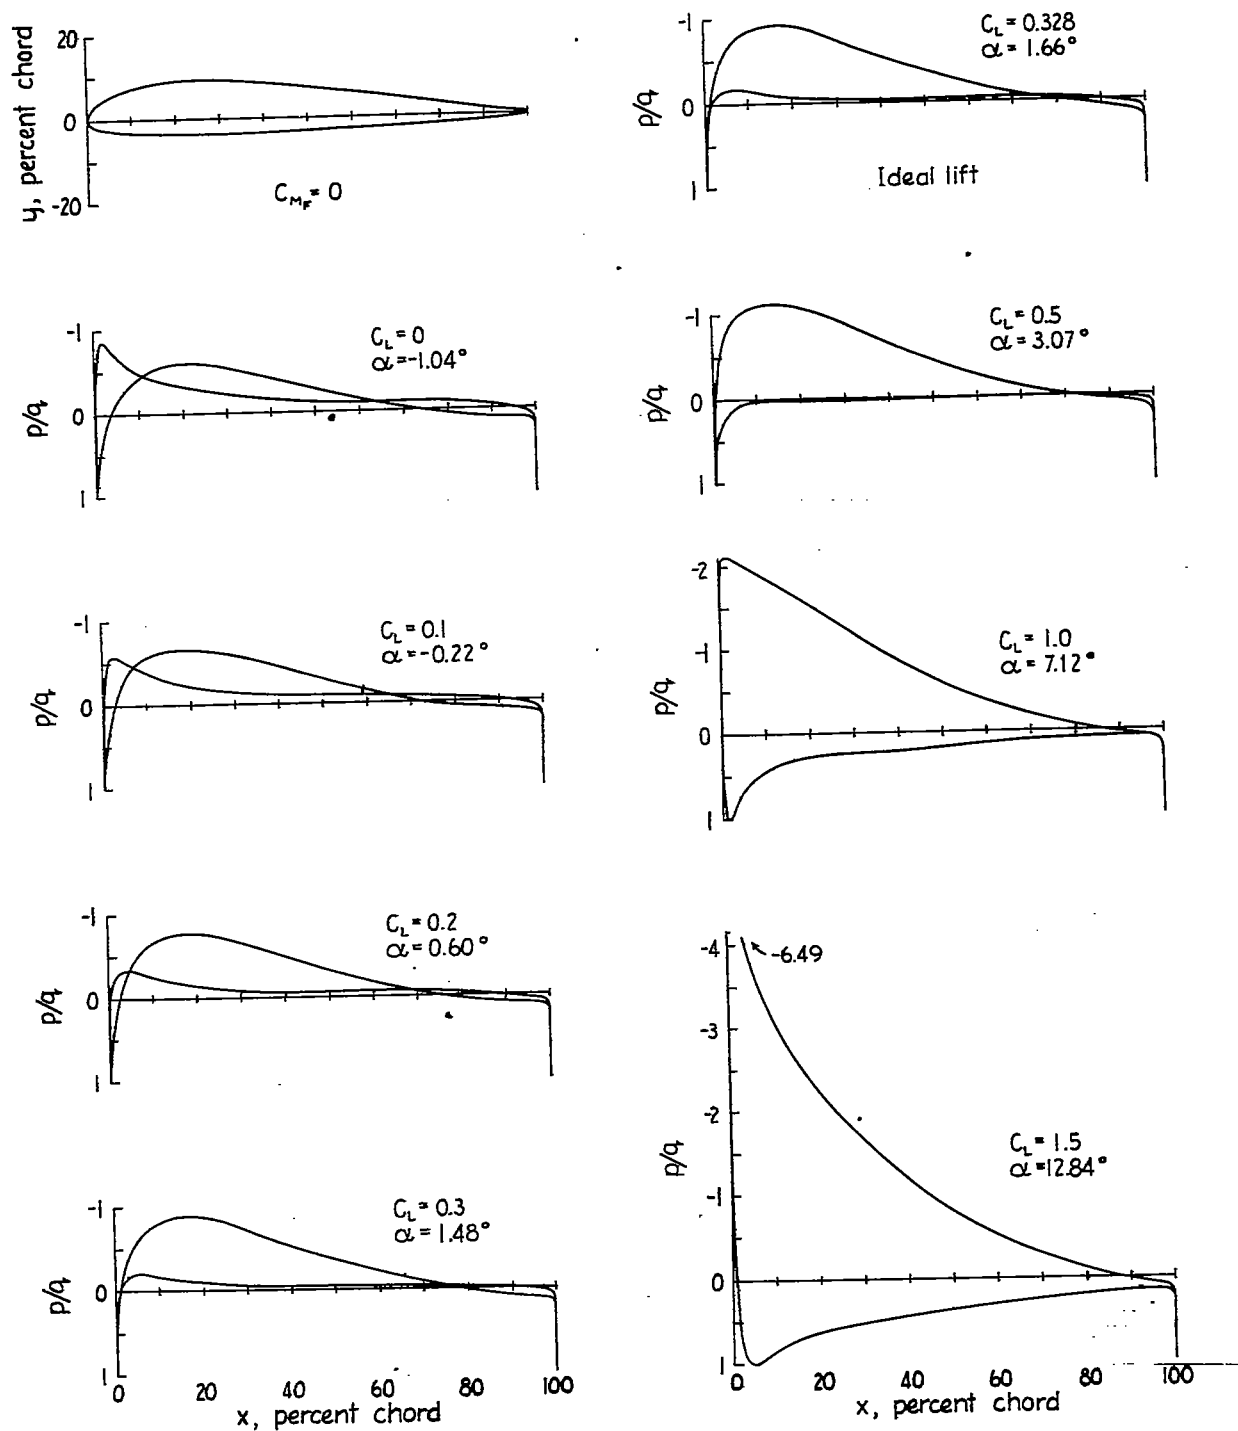 y, percent chord
20
0
-20
C_MF = 0
p/q
-1
0
1
C_L = 0
α = -1.04°
p/q
-1
0
1
C_L = 0.1
α = -0.22°
p/q
-1
0
1
C_L = 0.2
α = 0.60°
p/q
-1
0
1
C_L = 0.3
α = 1.48°
0 20 40 60 80 100
x, percent chord
p/q
-1
0
1
C_L = 0.328
α = 1.66°
Ideal lift
p/q
-1
0
1
C_L = 0.5
α = 3.07°
p/q
-2
-1
0
1
C_L = 1.0
α = 7.12°
p/q
-4
-3
-2
-1
0
1
-6.49
C_L = 1.5
α = 12.84°
0 20 40 60 80 100
x, percent chord